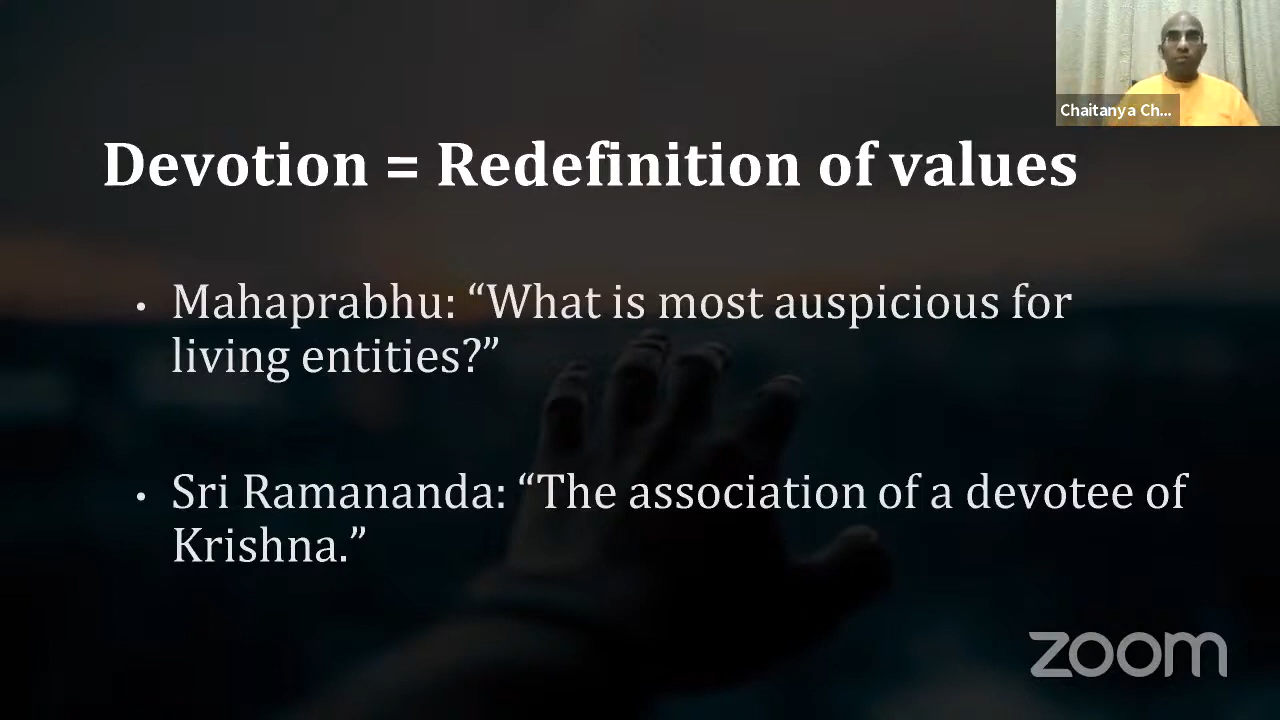 Chaitanya Ch...
Devotion = Redefinition of values
• Mahaprabhu: “What is most auspicious for
living entities?”
• Sri Ramananda: “The association of a devotee of
Krishna.”
zoom